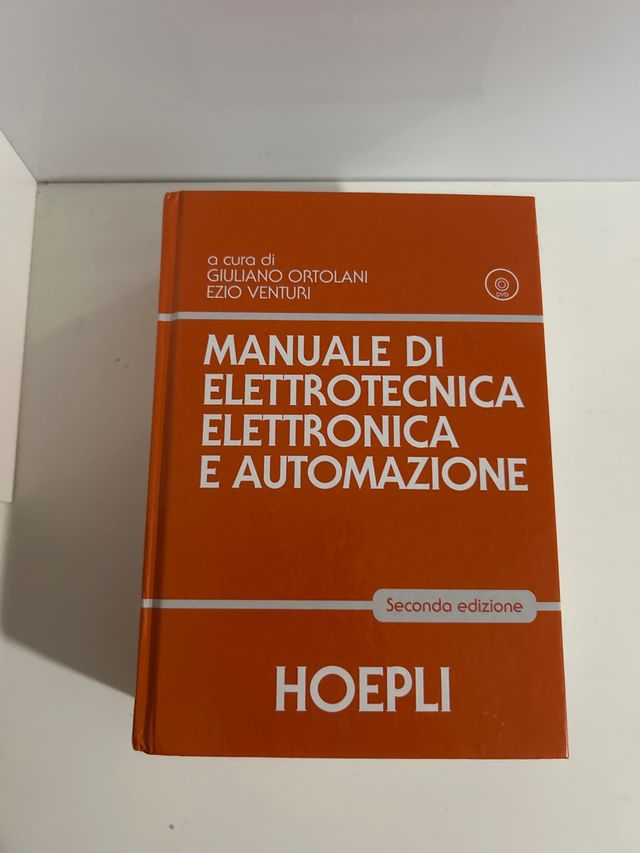 a cura di
GIULIANO ORTOLANI
EZIO VENTURI
DVD
MANUALE DI
ELETTROTECNICA
ELETTRONICA
E AUTOMAZIONE
Seconda edizione
HOEPLI